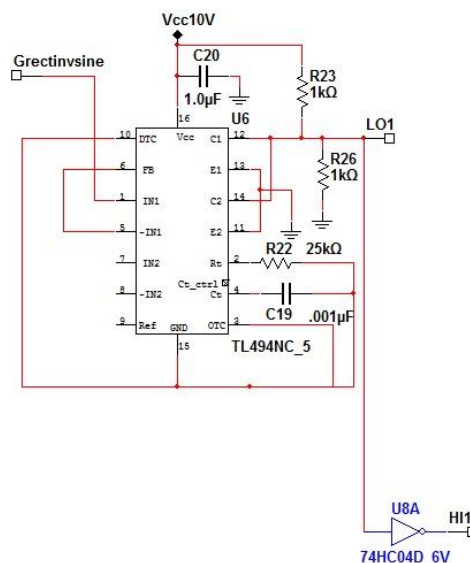 Vcc10V
Grectinvsine
C20
1.0µF
R23
1kΩ
U6
LO1
16
10 DTC Vcc C1 12
6 FB E1 13
1 IN1 C2 14
5 -IN1 E2 11
7 IN2 Rt 2
8 -IN2 Ct_ctrl Ct 4
9 Ref GND OTC 3
15
R26
1kΩ
R22 25kΩ
C19 .001µF
TL494NC_5
U8A
HI1
74HC04D_6V